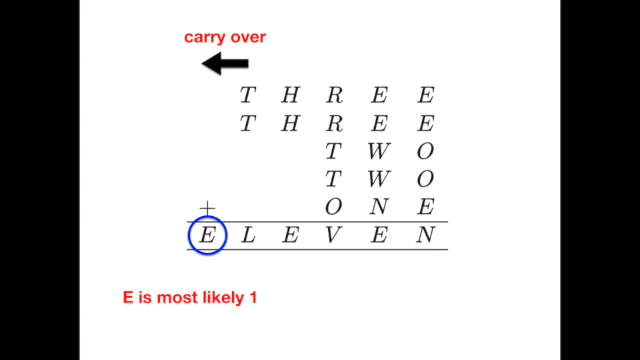 carry over
T H R E E
T H R E E
T W O
T W O
+ O N E
E L E V E N
E is most likely 1